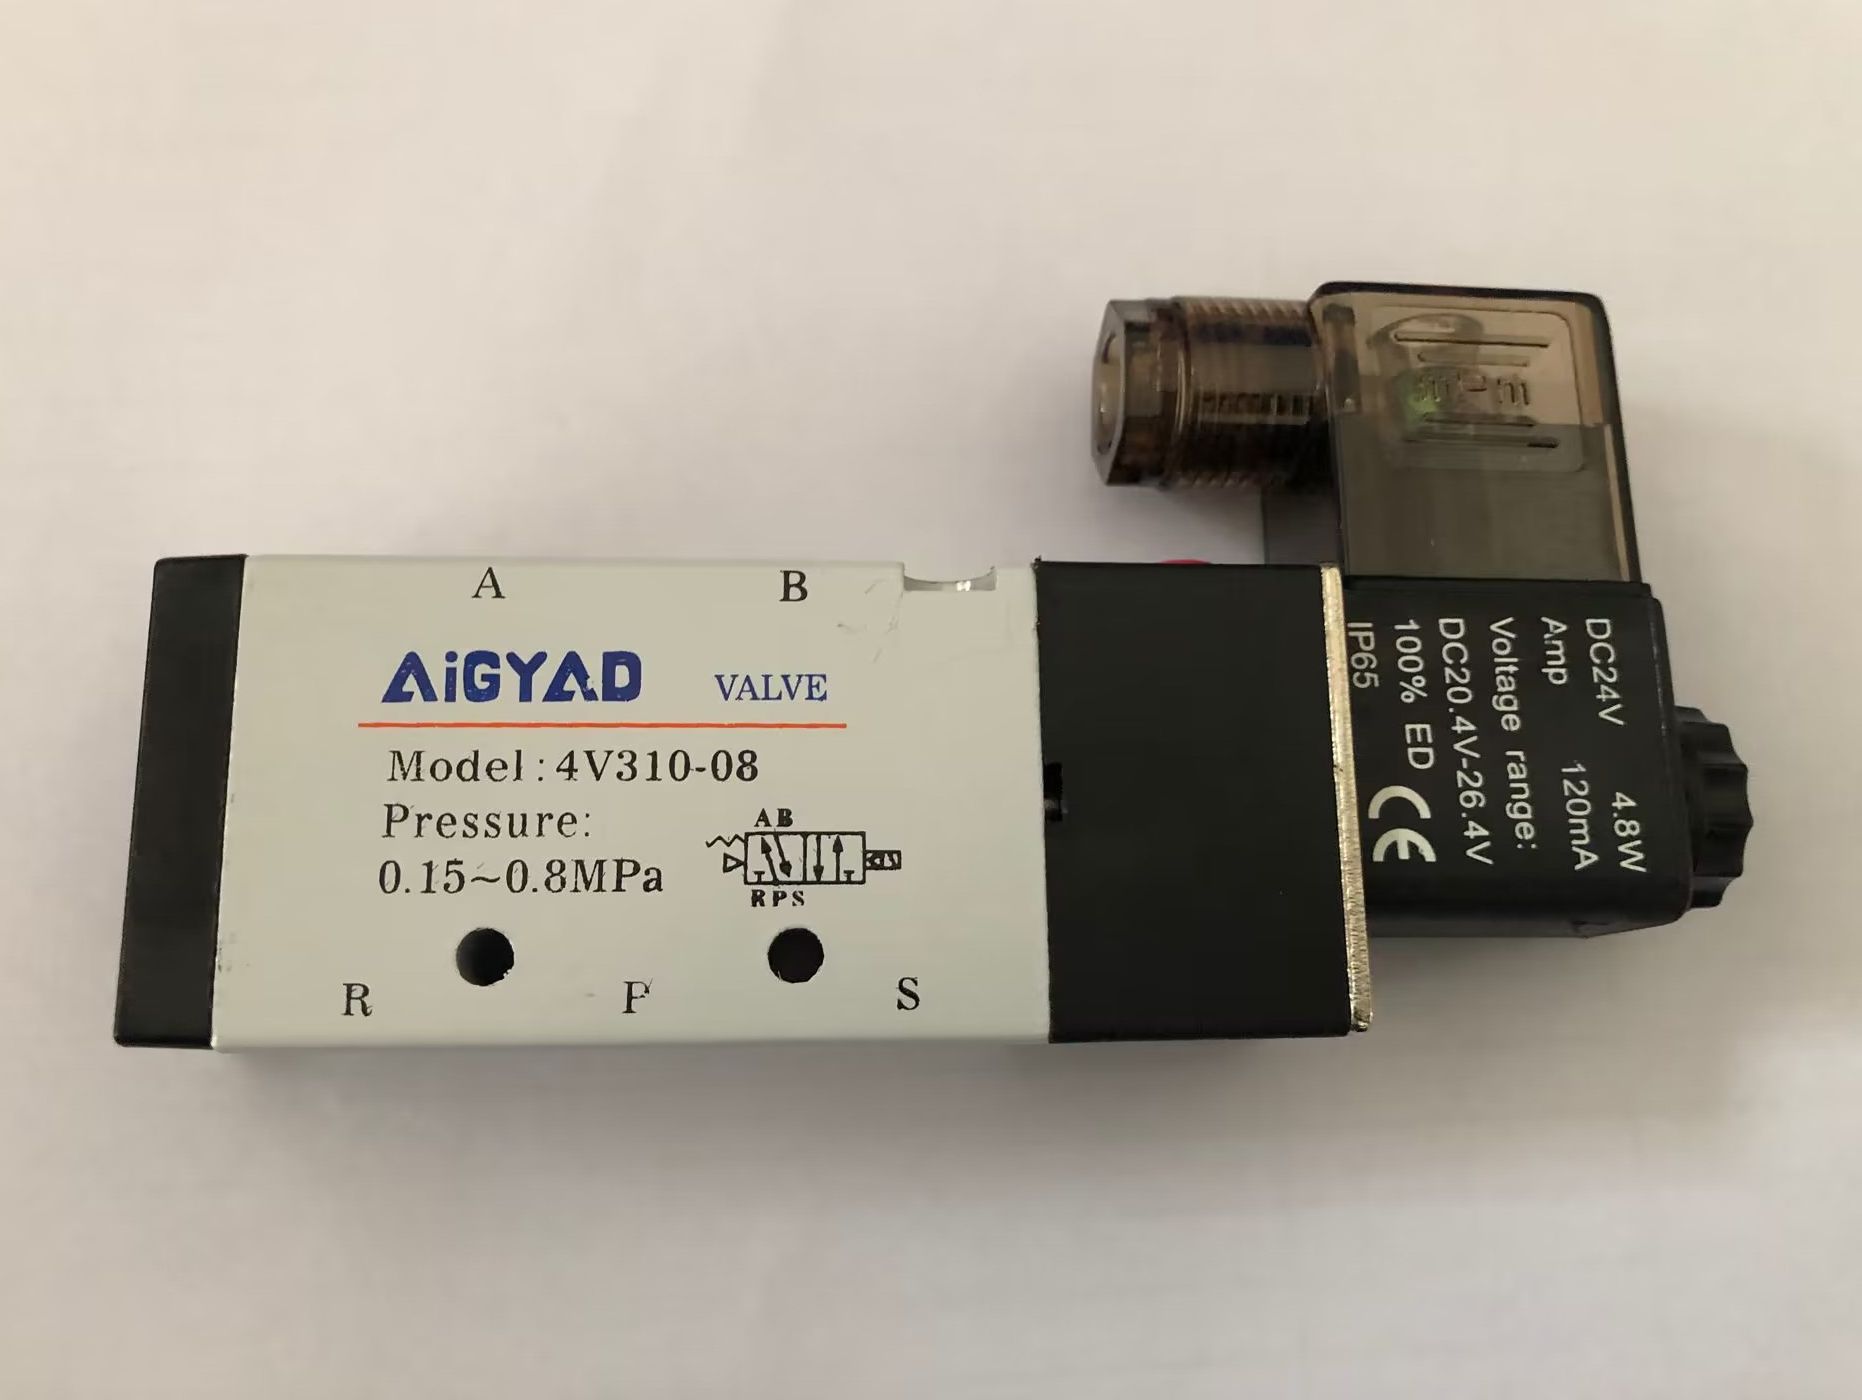 A B
AiGYAD VALVE
Model:4V310-08
Pressure:
0.15~0.8MPa
AB
RPS
R P S
DC24V 4.8W
Amp 120mA
Voltage range:
DC20.4V-26.4V
100% ED CE
IP65